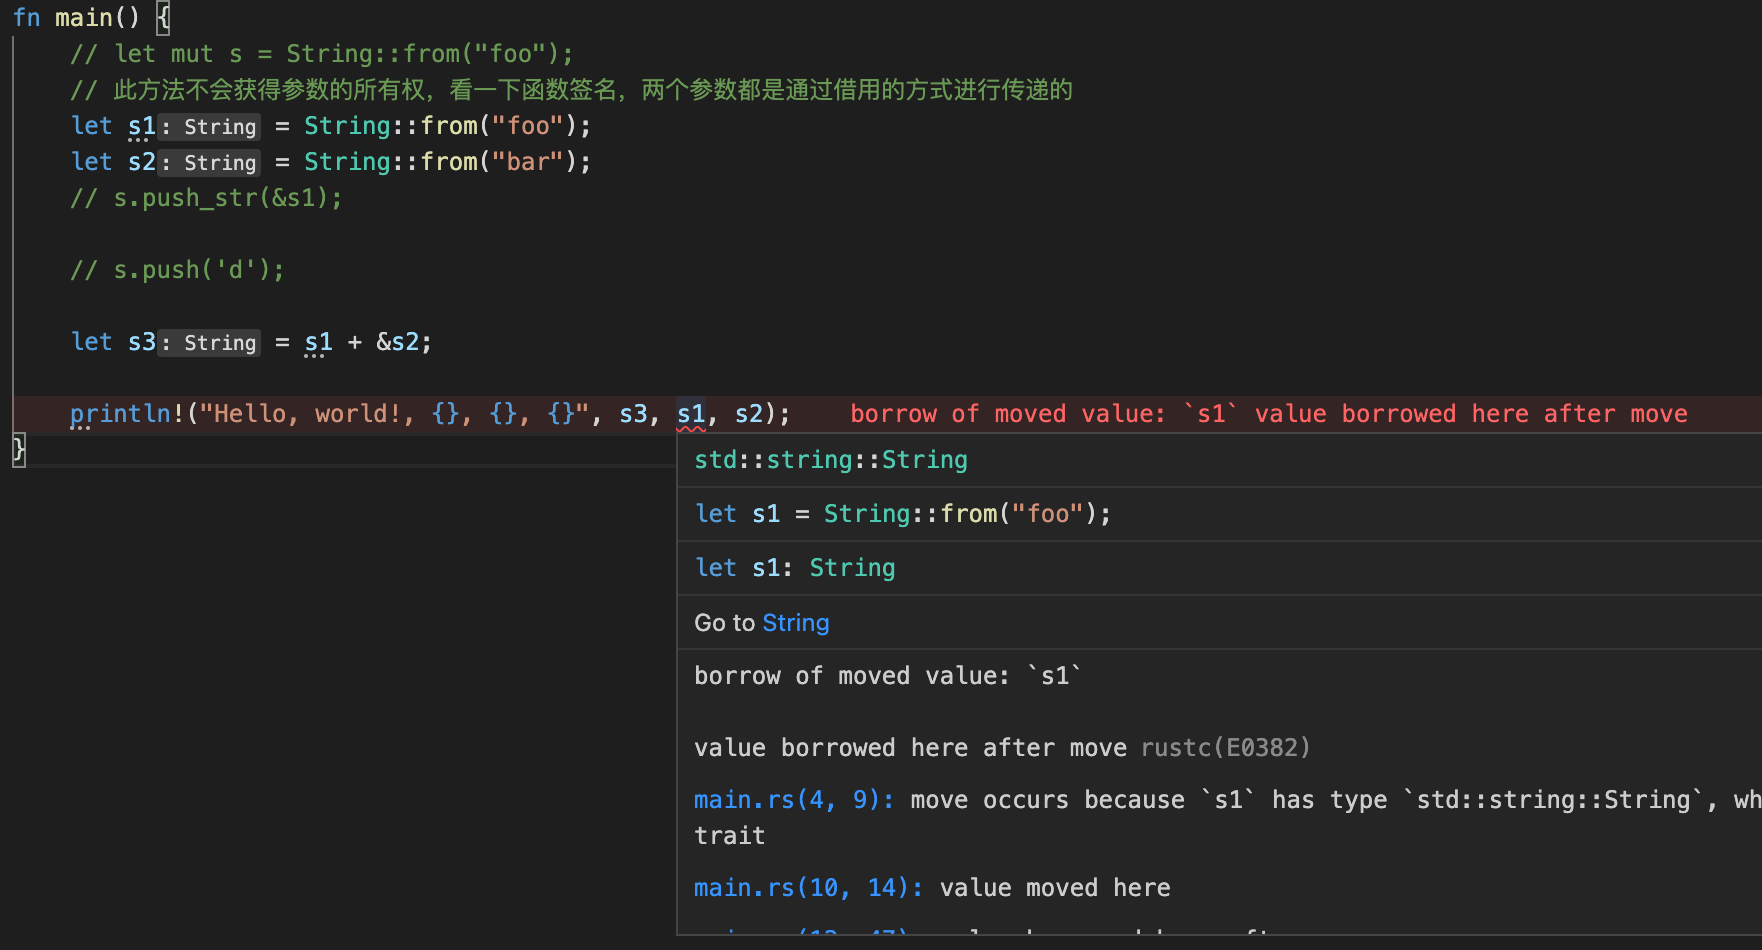 fn main() {
// let mut s = String::from("foo");
// 此方法不会获得参数的所有权，看一下函数签名，两个参数都是通过借用的方式进行传递的
let s1: String = String::from("foo");
let s2: String = String::from("bar");
// s.push_str(&s1);
// s.push('d');
let s3: String = s1 + &s2;
println!("Hello, world!, {}, {}, {}", s3, s1, s2); borrow of moved value: `s1` value borrowed here after move
}
std::string::String
let s1 = String::from("foo");
let s1: String
Go to String
borrow of moved value: `s1`
value borrowed here after move rustc(E0382)
main.rs(4, 9): move occurs because `s1` has type `std::string::String`, wh
trait
main.rs(10, 14): value moved here